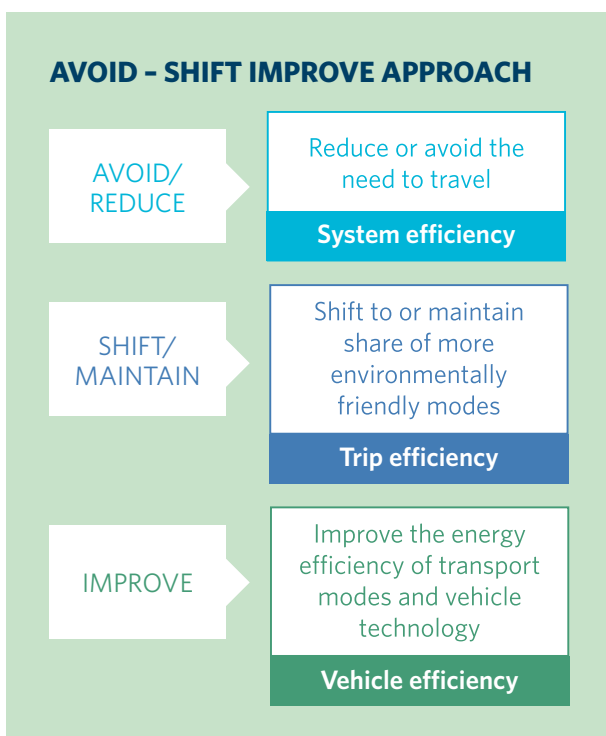 AVOID – SHIFT IMPROVE APPROACH
AVOID/
REDUCE
Reduce or avoid the
need to travel
System efficiency
SHIFT/
MAINTAIN
Shift to or maintain
share of more
environmentally
friendly modes
Trip efficiency
IMPROVE
Improve the energy
efficiency of transport
modes and vehicle
technology
Vehicle efficiency